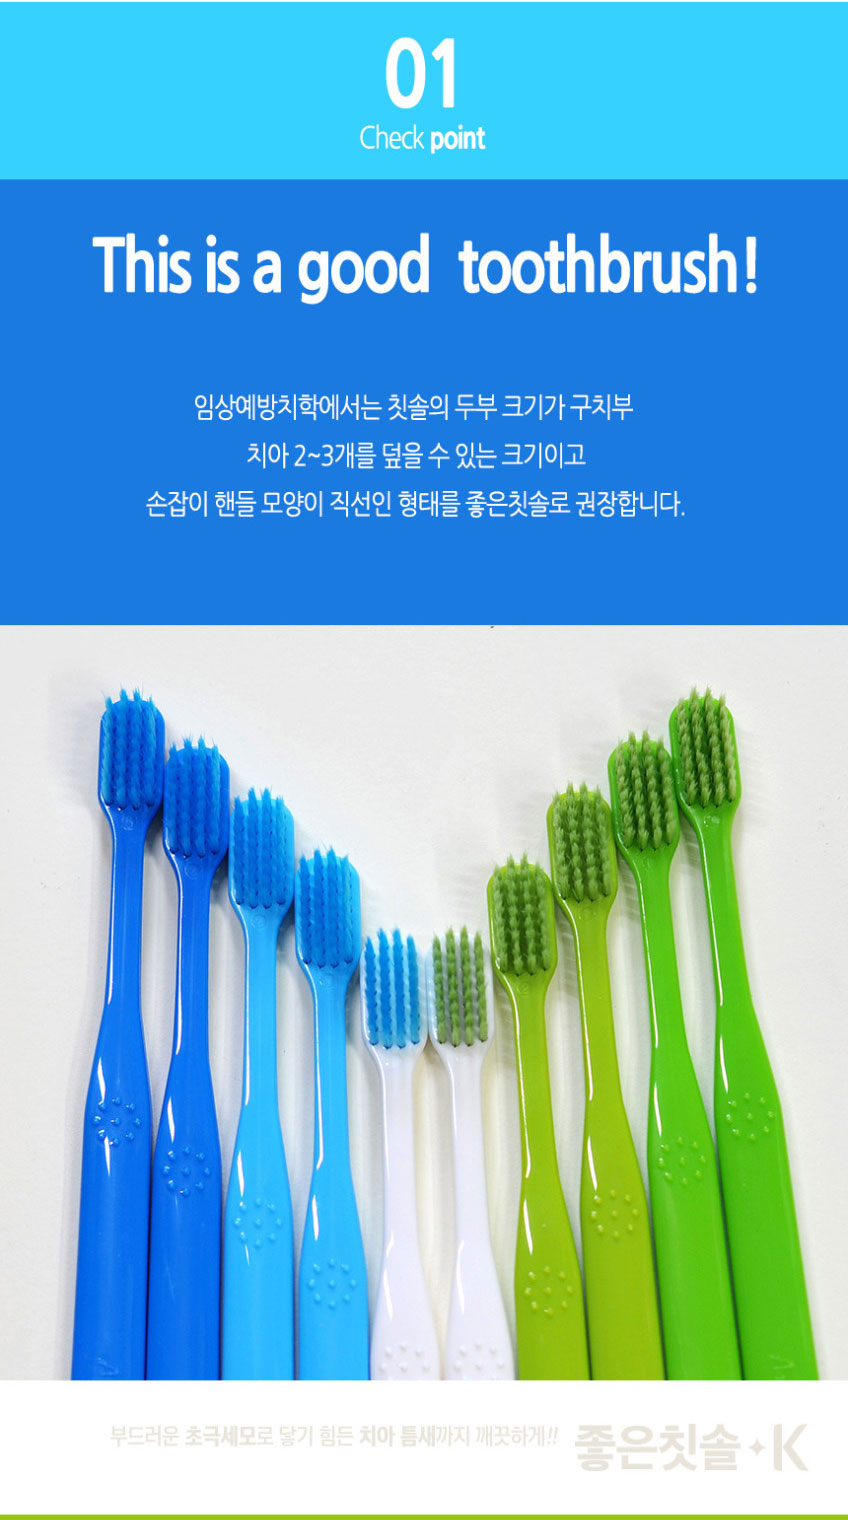 01
Check point
This is a good toothbrush!
임상예방치학에서는 칫솔의 두부 크기가 구치부
치아 2~3개를 덮을 수 있는 크기이고
손잡이 핸들 모양이 직선인 형태를 좋은칫솔로 권장합니다.
부드러운 초극세모로 닿기 힘든 치아 틈새까지 깨끗하게!! 좋은칫솔+K